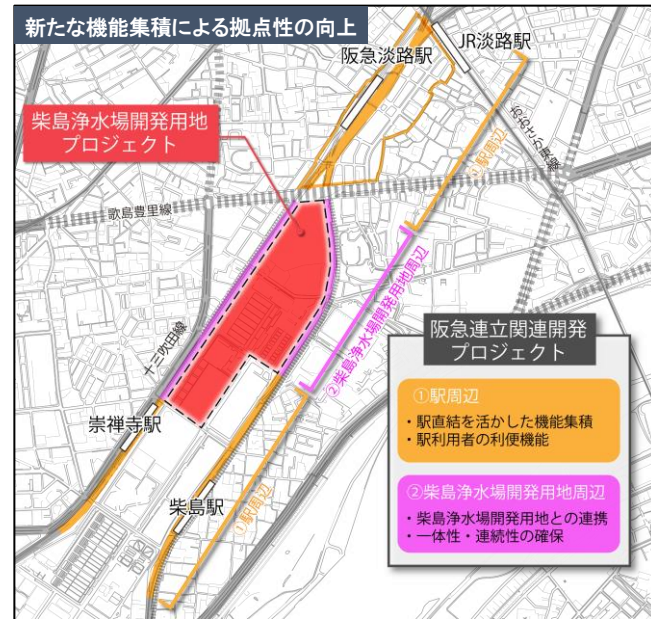 新たな機能集積による拠点性の向上
JR淡路駅
阪急淡路駅
柴島浄水場開発用地
プロジェクト
おおさか東線
①駅周辺
歌島豊里線
②柴島浄水場開発用地周辺
十三吹田線
阪急連立関連開発
プロジェクト
①駅周辺
・駅直結を活かした機能集積
・駅利用者の利便機能
崇禅寺駅
②柴島浄水場開発用地周辺
・柴島浄水場開発用地との連携
・一体性・連続性の確保
柴島駅
①駅周辺